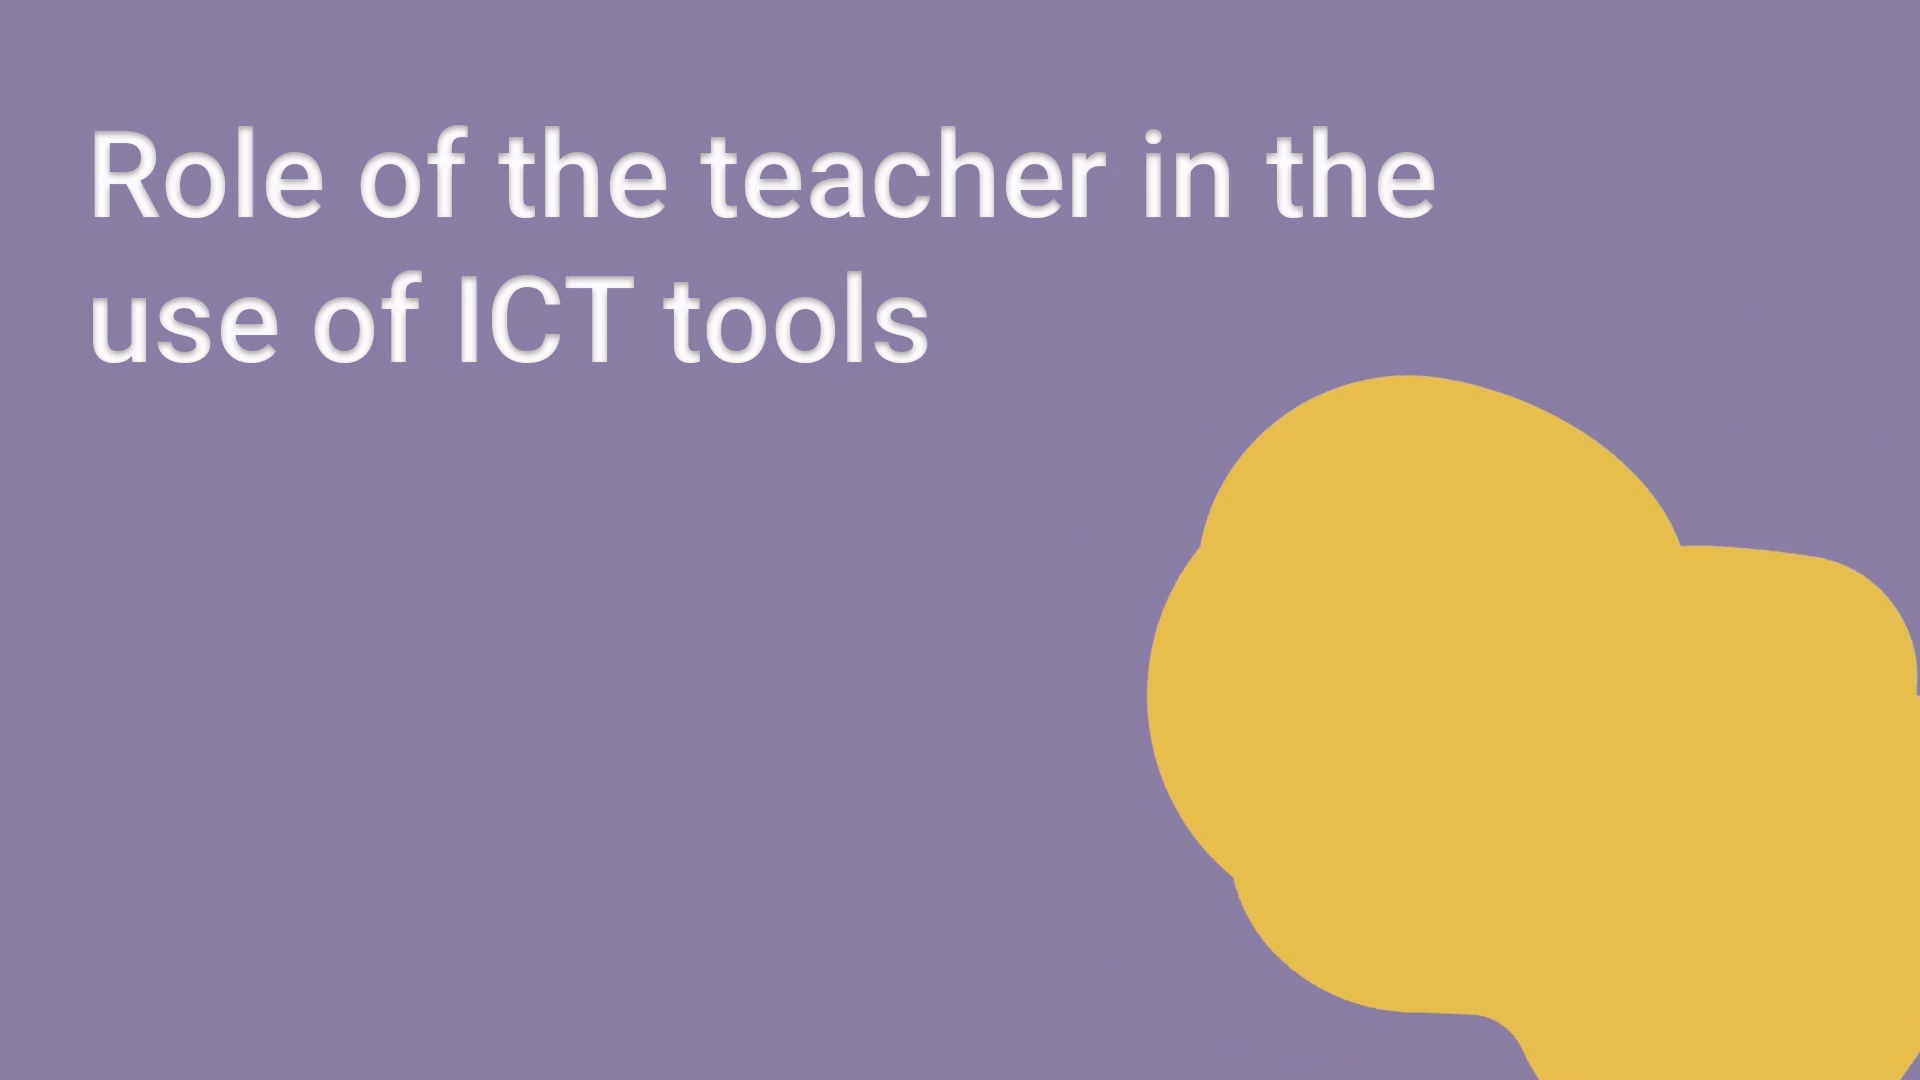 Role of the teacher in the
use of ICT tools